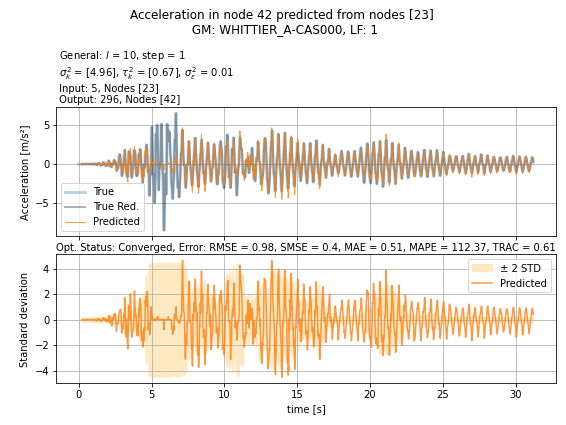 Acceleration in node 42 predicted from nodes [23]
GM: WHITTIER_A-CAS000, LF: 1
General: l = 10, step = 1
σ_k² = [4.96], τ_k² = [0.67], σ_ε² = 0.01
Input: 5, Nodes [23]
Output: 296, Nodes [42]
Acceleration [m/s²]
5
0
−5
True
True Red.
Predicted
Opt. Status: Converged, Error: RMSE = 0.98, SMSE = 0.4, MAE = 0.51, MAPE = 112.37, TRAC = 0.61
Standard deviation
4
2
0
−2
−4
± 2 STD
Predicted
0 5 10 15 20 25 30
time [s]